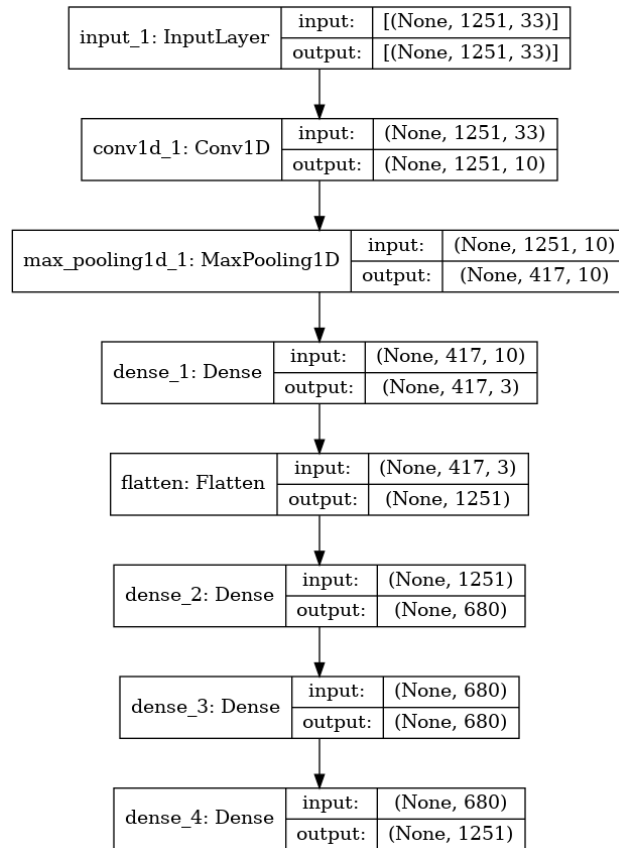 input_1: InputLayer
input: [(None, 1251, 33)]
output: [(None, 1251, 33)]
conv1d_1: Conv1D
input: (None, 1251, 33)
output: (None, 1251, 10)
max_pooling1d_1: MaxPooling1D
input: (None, 1251, 10)
output: (None, 417, 10)
dense_1: Dense
input: (None, 417, 10)
output: (None, 417, 3)
flatten: Flatten
input: (None, 417, 3)
output: (None, 1251)
dense_2: Dense
input: (None, 1251)
output: (None, 680)
dense_3: Dense
input: (None, 680)
output: (None, 680)
dense_4: Dense
input: (None, 680)
output: (None, 1251)